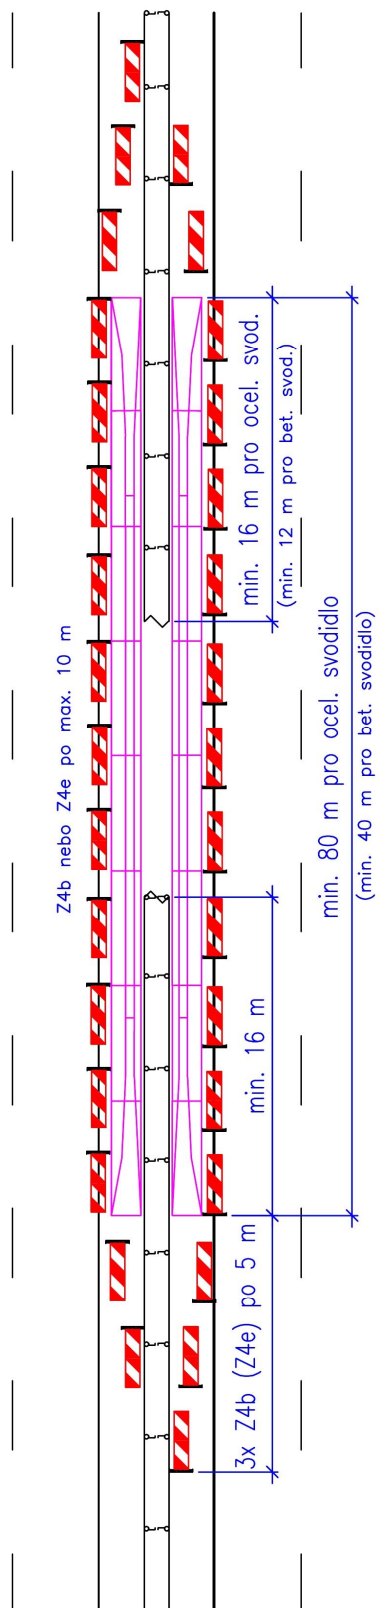 Z4b nebo Z4e po max. 10 m
min. 16 m pro ocel. svod.
(min. 12 m pro bet. svod.)
min. 80 m pro ocel. svodidlo
(min. 40 m pro bet. svodidlo)
min. 16 m
3x Z4b (Z4e) po 5 m